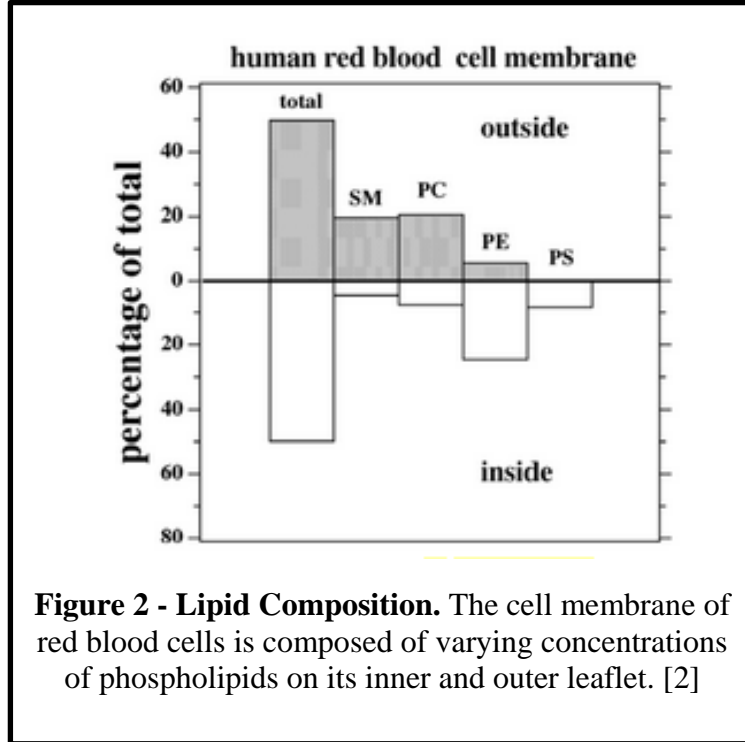 human red blood cell membrane
60
total
outside
40
SM
PC
20
PE
PS
0
20
40
60
inside
80
percentage of total
Figure 2 - Lipid Composition. The cell membrane of
red blood cells is composed of varying concentrations
of phospholipids on its inner and outer leaflet. [2]